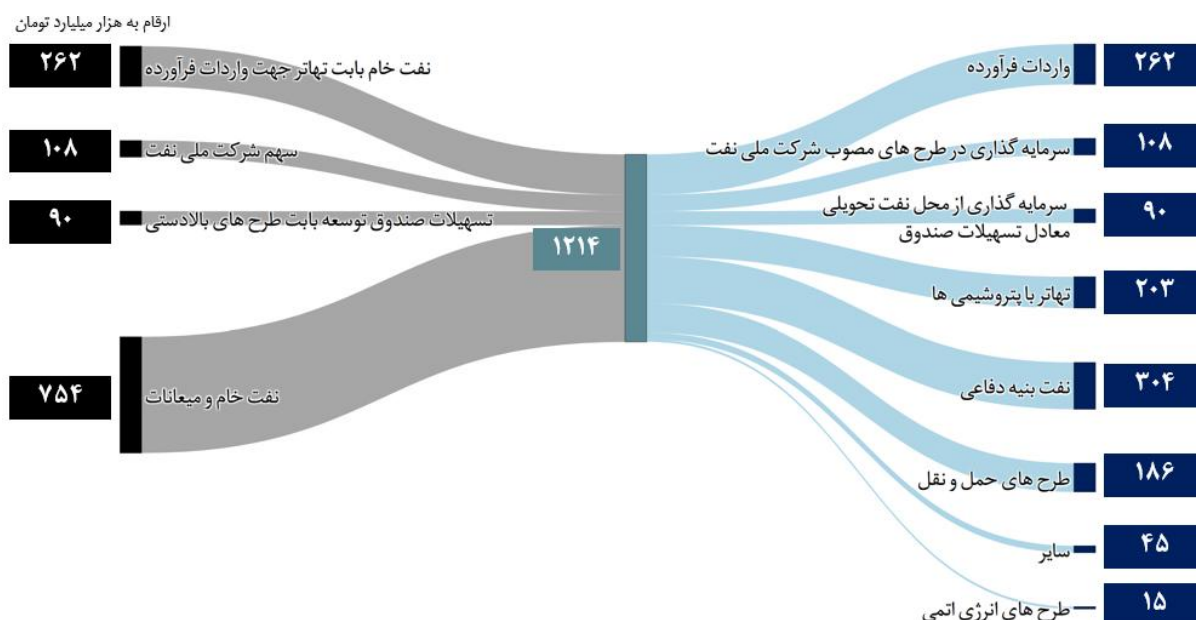 ارقام به هزار میلیارد تومان
۲۶۲
نفت خام بابت تهاتر جهت واردات فرآورده
۱۰۸
سهم شرکت ملی نفت
۹۰
تسهیلات صندوق توسعه بابت طرح های بالادستی
۷۵۴
نفت خام و میعانات
۱۲۱۴
واردات فرآورده
۲۶۲
سرمایه گذاری در طرح های مصوب شرکت ملی نفت
۱۰۸
سرمایه گذاری از محل نفت تحویلی
معادل تسهیلات صندوق
۹۰
تهاتر با پتروشیمی ها
۲۰۳
نفت بنیه دفاعی
۳۰۴
طرح های حمل و نقل
۱۸۶
سایر
۴۵
طرح های انرژی اتمی
۱۵